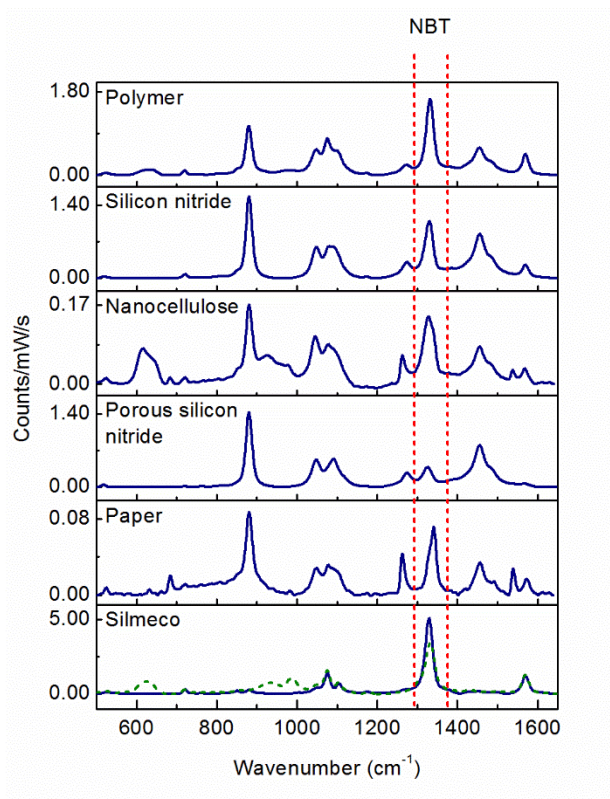 NBT
1.80
Polymer
0.00
Silicon nitride
1.40
0.00
0.17
Nanocellulose
0.00
Porous silicon
1.40
nitride
0.00
Paper
0.08
0.00
Silmeco
5.00
0.00
Counts/mW/s
600 800 1000 1200 1400 1600
Wavenumber (cm⁻¹)